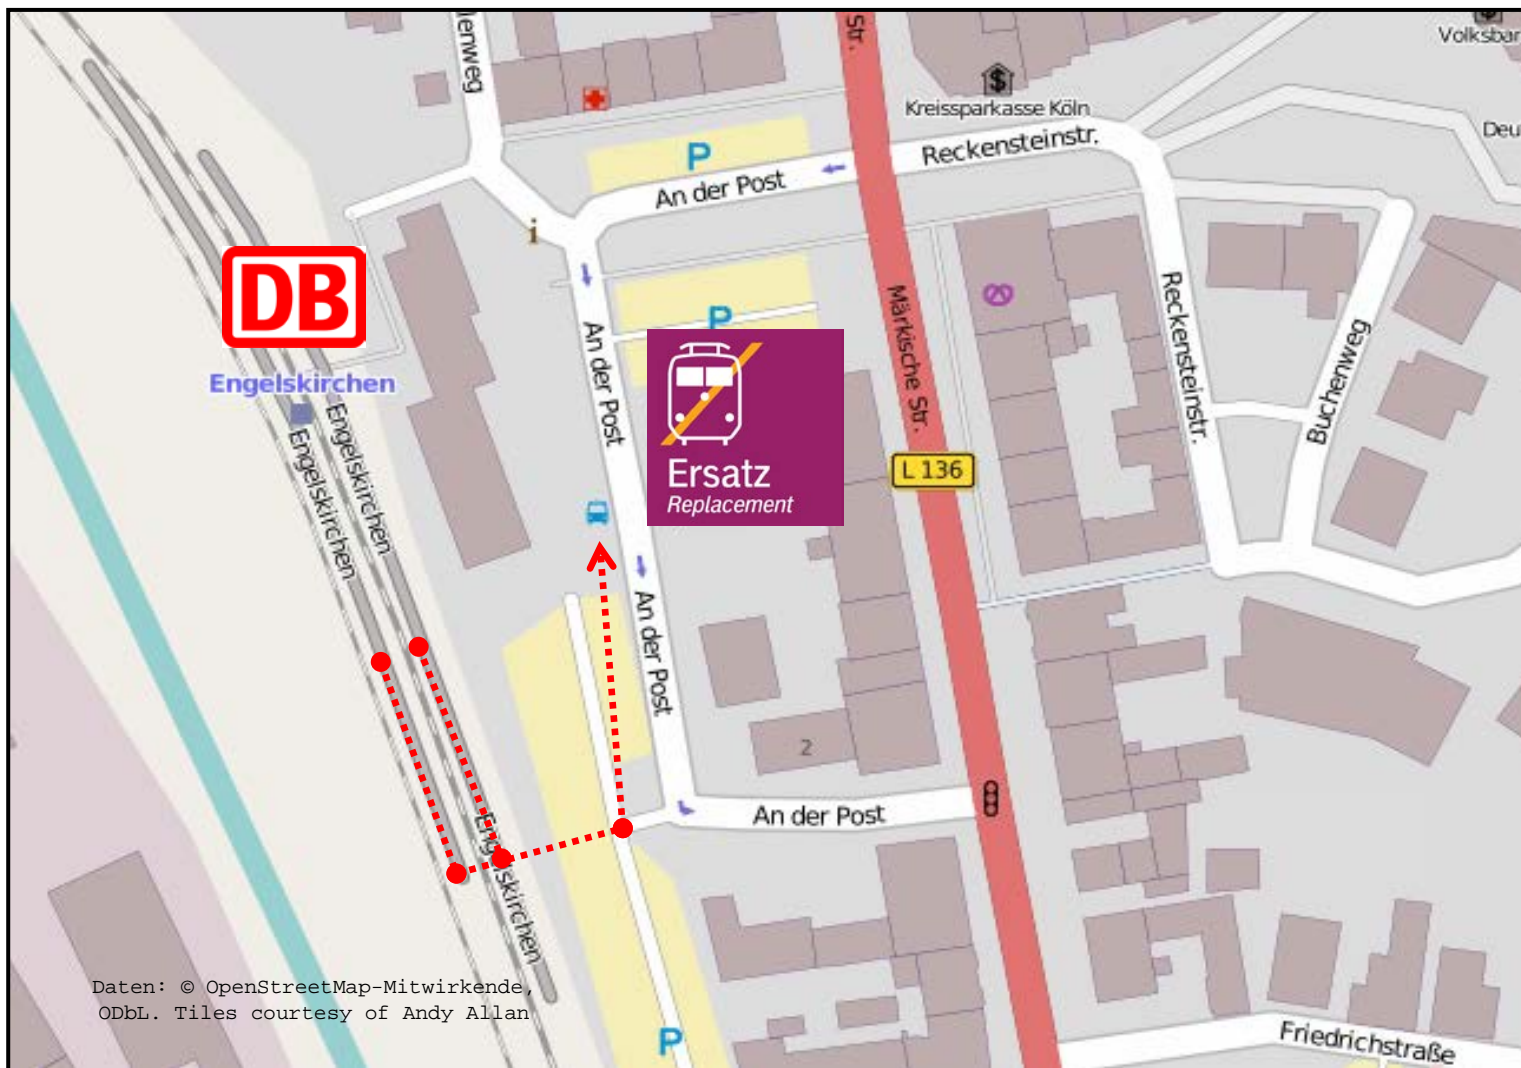 Str.
Volksbar
lenweg
$
Kreissparkasse Köln
Deu
P
Reckensteinstr.
An der Post
i
DB
P
Märkische Str.
Reckensteinstr.
An der Post
Buchenweg
Engelskirchen
Engelskirchen
Engelskirchen
Ersatz
Replacement
L 136
An der Post
2
An der Post
Engelskirchen
Daten: © OpenStreetMap-Mitwirkende,
ODbL. Tiles courtesy of Andy Allan
P
Friedrichstraße